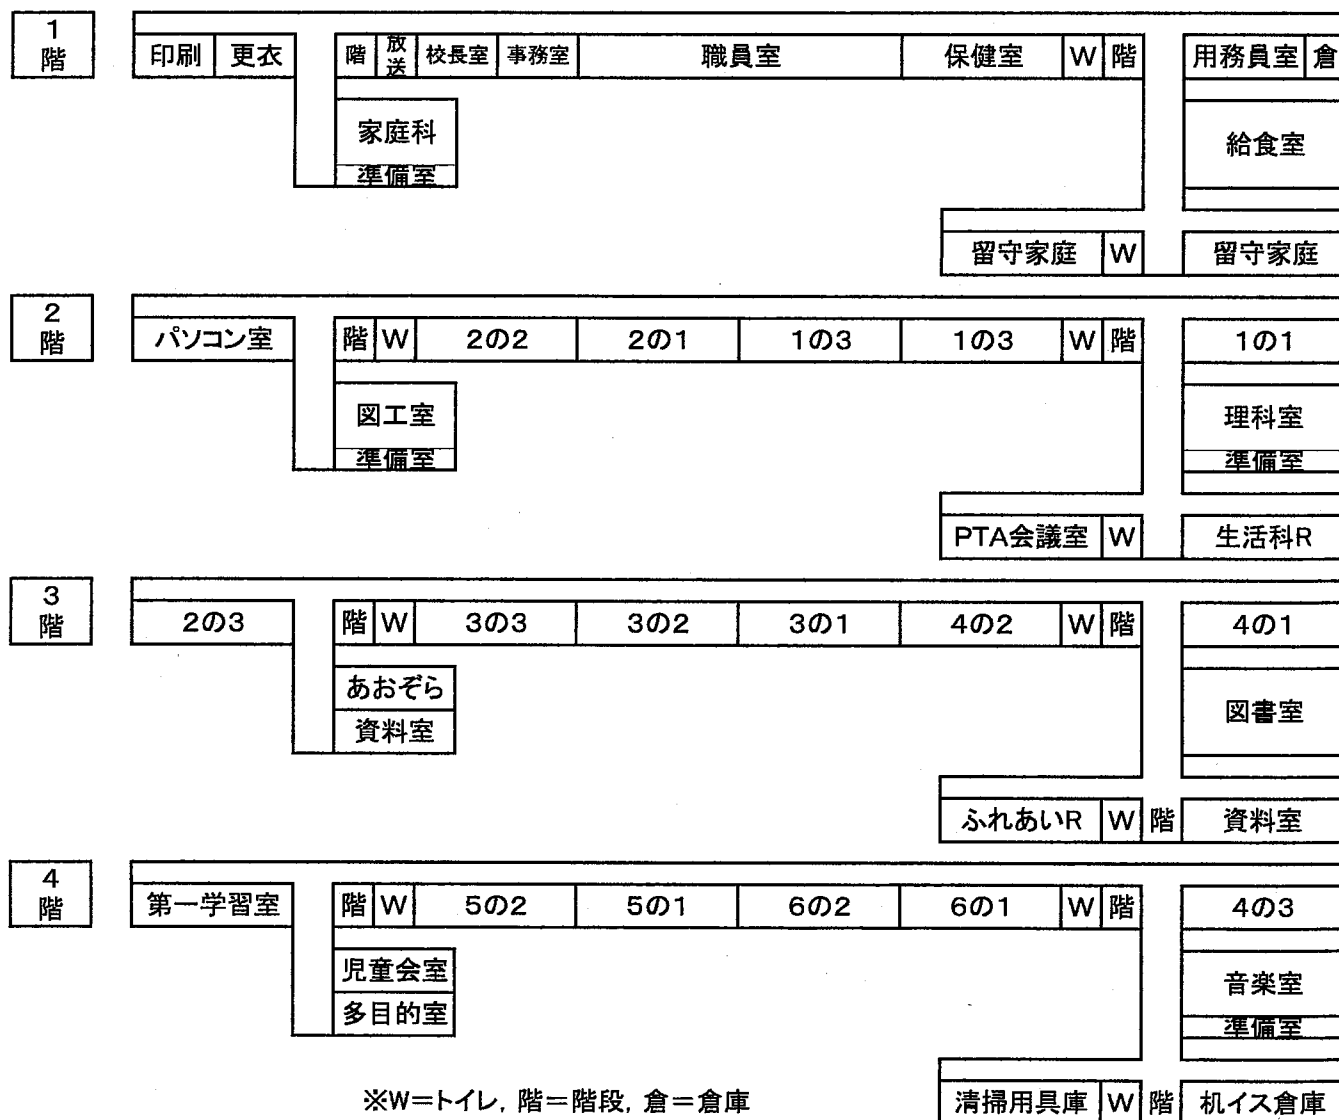 1階
印刷 更衣 階 放送 校長室 事務室 職員室 保健室 W 階 用務員室 倉
家庭科 給食室
準備室
留守家庭 W 留守家庭
2階
パソコン室 階 W 2の2 2の1 1の3 1の3 W 階 1の1
図工室 理科室
準備室 準備室
PTA会議室 W 生活科R
3階
2の3 階 W 3の3 3の2 3の1 4の2 W 階 4の1
あおぞら 図書室
資料室
ふれあいR W 階 資料室
4階
第一学習室 階 W 5の2 5の1 6の2 6の1 W 階 4の3
児童会室 音楽室
多目的室 準備室
※W=トイレ, 階=階段, 倉=倉庫 清掃用具庫 W 階 机イス倉庫